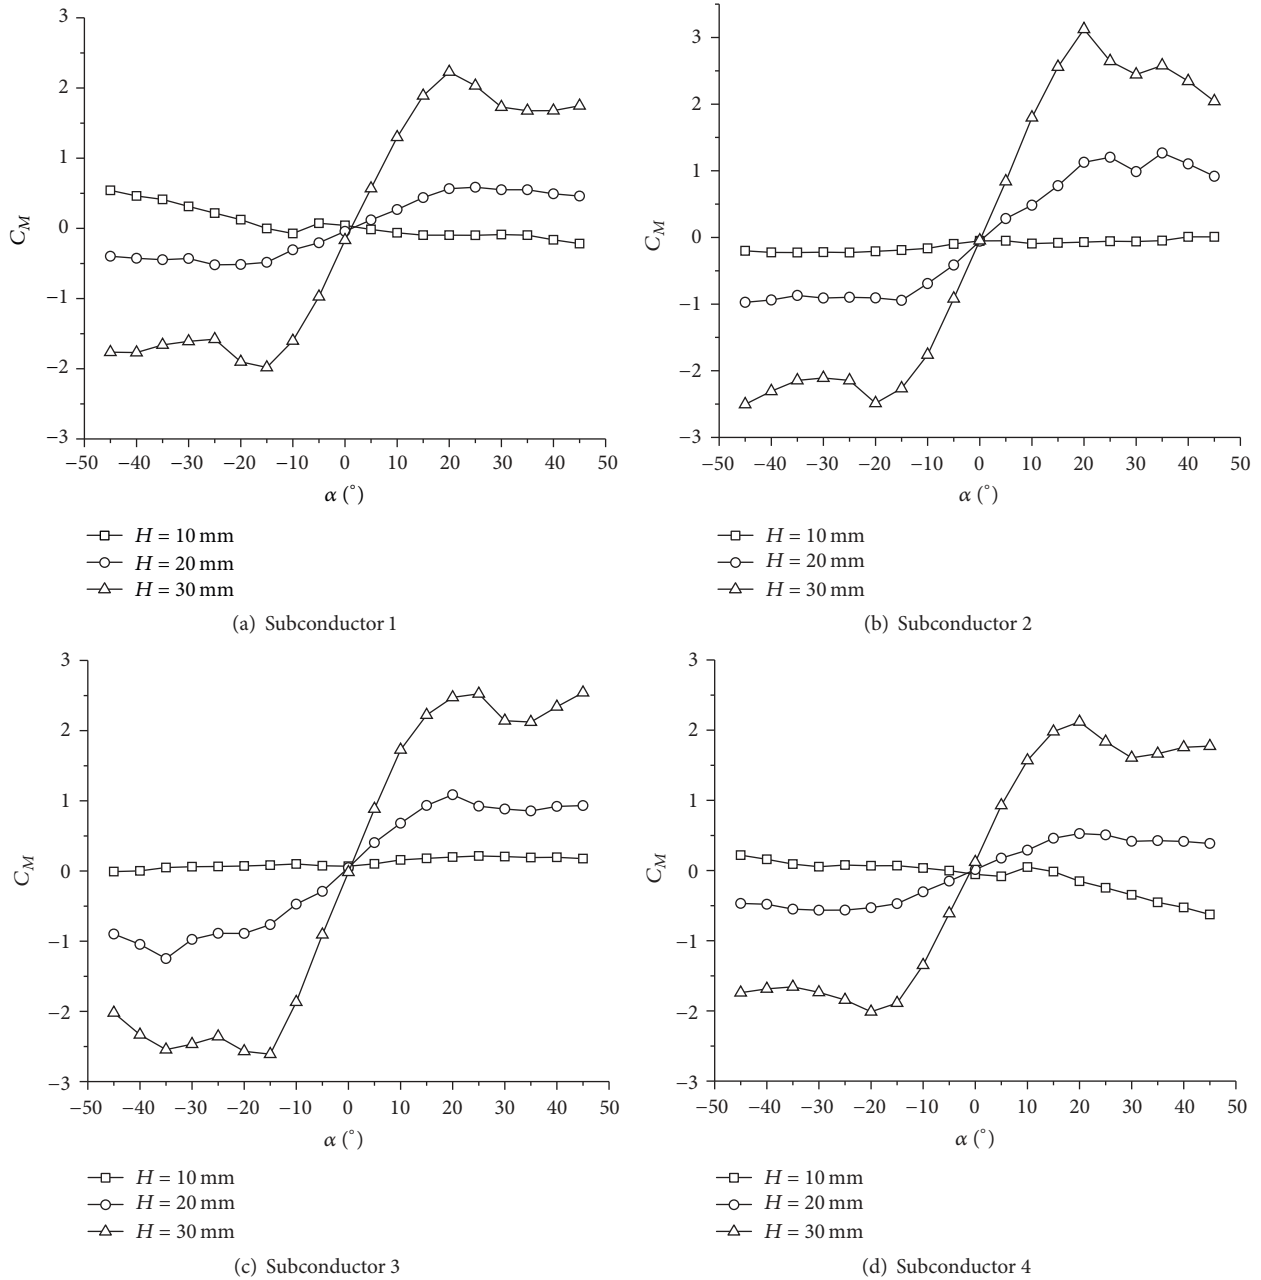 3
2
1
0
−1
−2
−3
C_M
−50 −40 −30 −20 −10 0 10 20 30 40 50
α (°)
H = 10 mm
H = 20 mm
H = 30 mm
(a) Subconductor 1
3
2
1
0
−1
−2
−3
C_M
−50 −40 −30 −20 −10 0 10 20 30 40 50
α (°)
H = 10 mm
H = 20 mm
H = 30 mm
(b) Subconductor 2
3
2
1
0
−1
−2
−3
C_M
−50 −40 −30 −20 −10 0 10 20 30 40 50
α (°)
H = 10 mm
H = 20 mm
H = 30 mm
(c) Subconductor 3
3
2
1
0
−1
−2
−3
C_M
−50 −40 −30 −20 −10 0 10 20 30 40 50
α (°)
H = 10 mm
H = 20 mm
H = 30 mm
(d) Subconductor 4